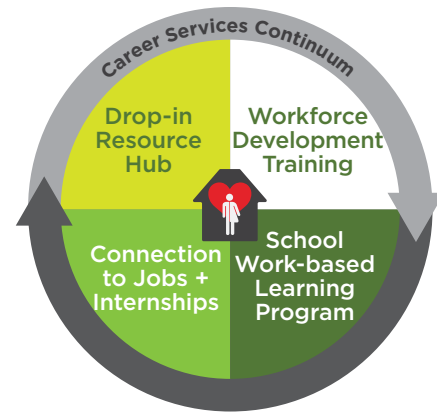 Career Services Continuum
Drop-in
Resource
Hub
Workforce
Development
Training
Connection
to Jobs +
Internships
School
Work-based
Learning
Program